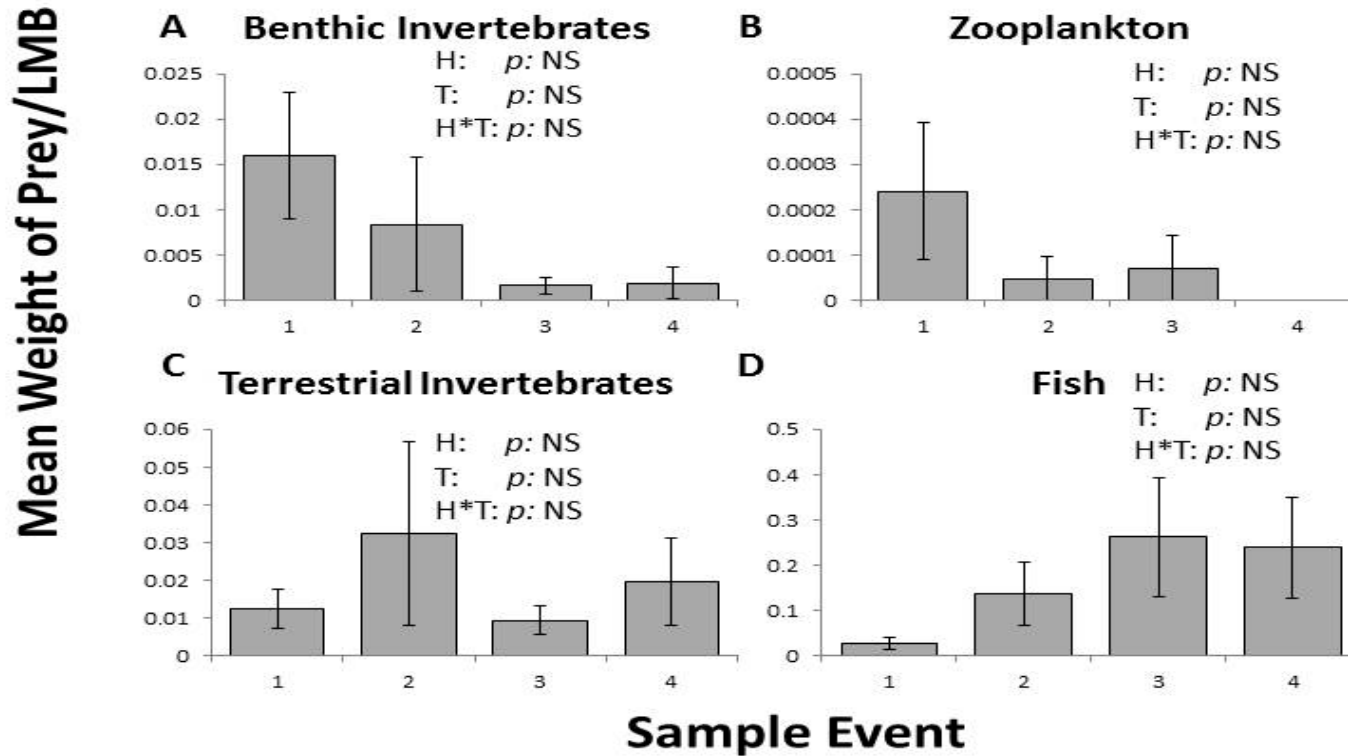 Mean Weight of Prey/LMB
A Benthic Invertebrates
H: p: NS
T: p: NS
H*T: p: NS
0.025
0.02
0.015
0.01
0.005
0
1 2 3 4
B Zooplankton
H: p: NS
T: p: NS
H*T: p: NS
0.0005
0.0004
0.0003
0.0002
0.0001
0
1 2 3 4
C Terrestrial Invertebrates
H: p: NS
T: p: NS
H*T: p: NS
0.06
0.05
0.04
0.03
0.02
0.01
0
1 2 3 4
D Fish
H: p: NS
T: p: NS
H*T: p: NS
0.5
0.4
0.3
0.2
0.1
0
1 2 3 4
Sample Event